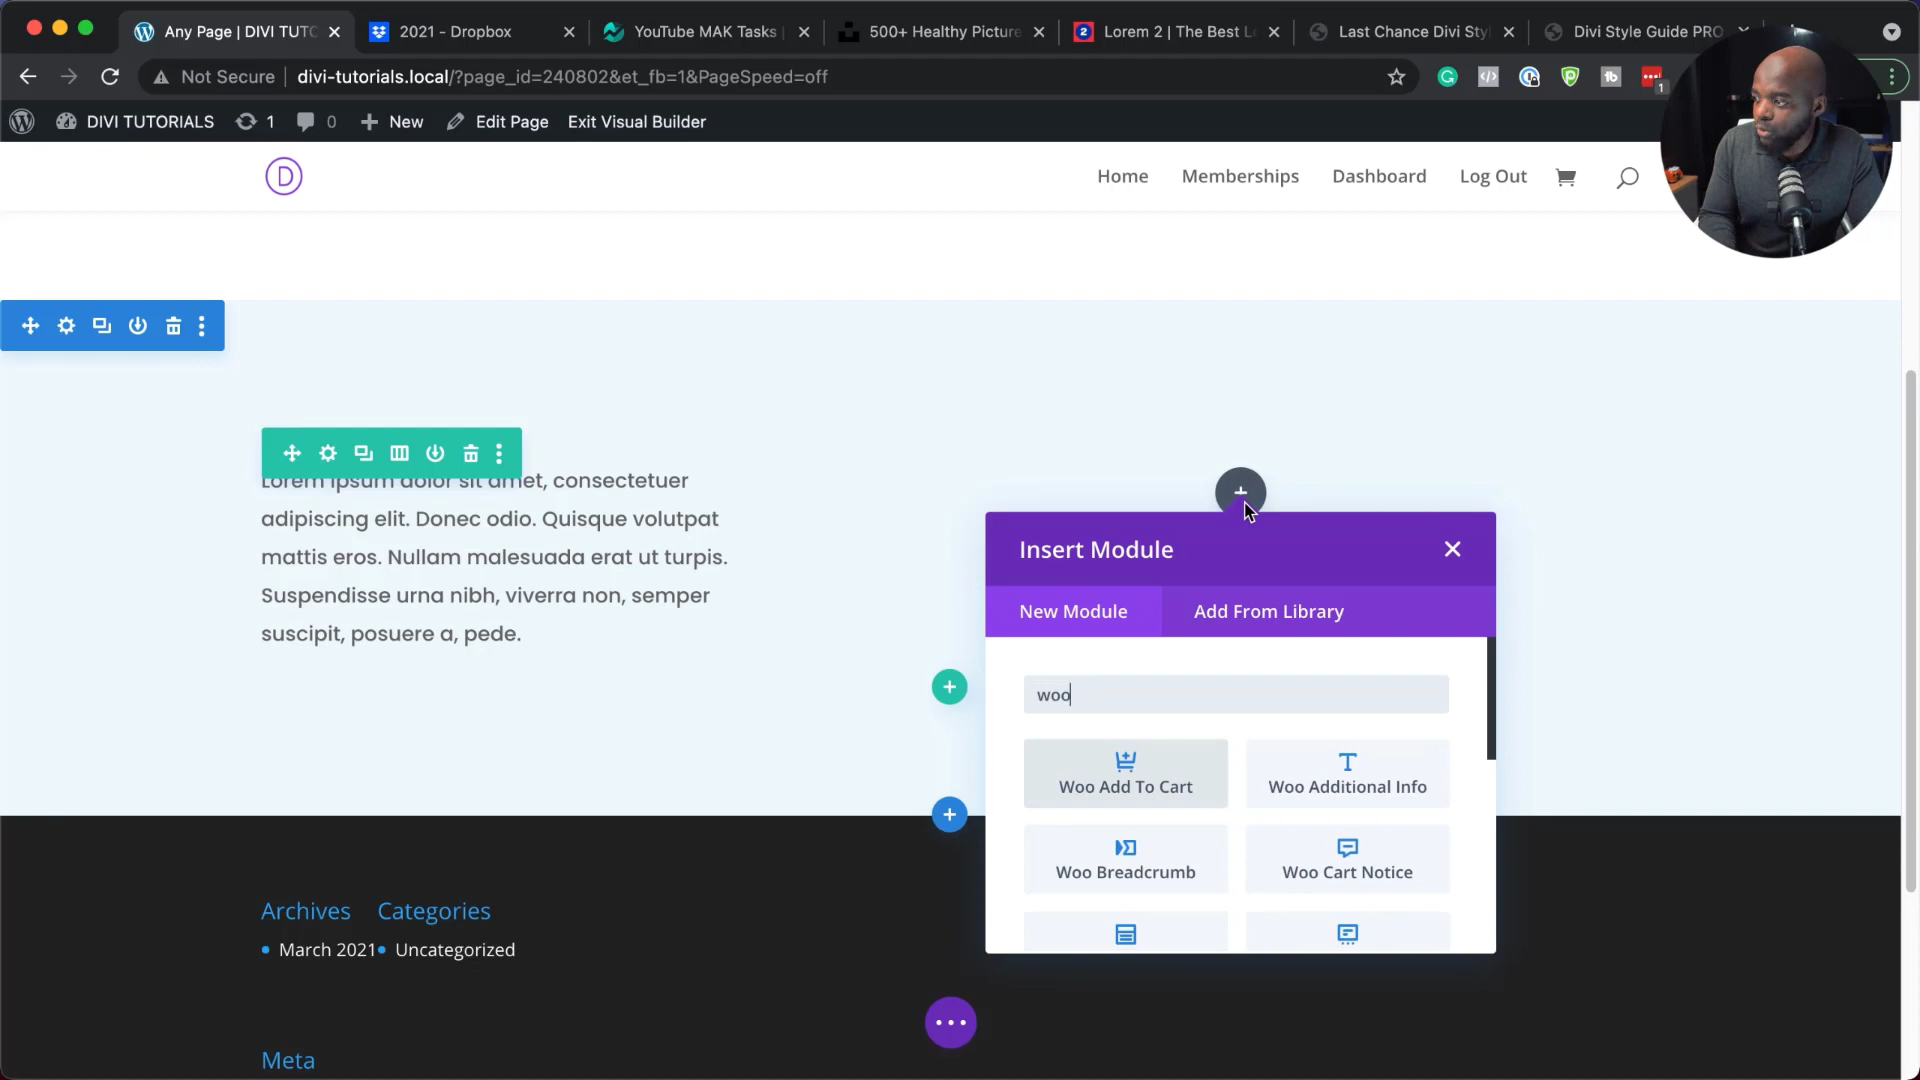 Any Page | DIVI TUTO
2021 - Dropbox
YouTube MAK Tasks
500+ Healthy Picture
2
Lorem 2 | The Best Lo
Last Chance Divi Sty
Divi Style Guide PRO
Not Secure
divi-tutorials.local/?page_id=240802&et_fb=1&PageSpeed=off
1
DIVI TUTORIALS
1
0
New
Edit Page
Exit Visual Builder
D
Home
Memberships
Dashboard
Log Out
Lorem ipsum dolor sit amet, consectetuer
adipiscing elit. Donec odio. Quisque volutpat
mattis eros. Nullam malesuada erat ut turpis.
Suspendisse urna nibh, viverra non, semper
suscipit, posuere a, pede.
Insert Module
New Module
Add From Library
woo
Woo Add To Cart
Woo Additional Info
Woo Breadcrumb
Woo Cart Notice
Archives
Categories
March 2021
Uncategorized
Meta